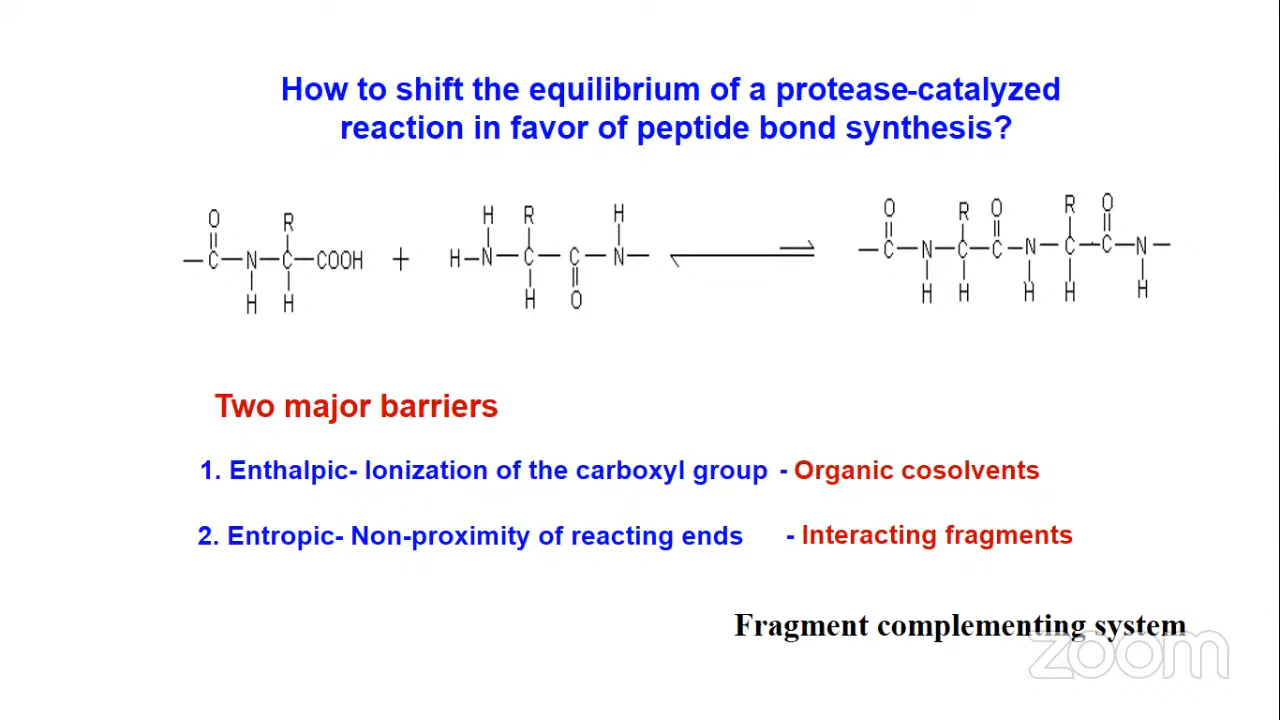 How to shift the equilibrium of a protease-catalyzed
reaction in favor of peptide bond synthesis?
O R H R H O R O R O
C N C COOH + H N C C N C N C C N C C N
H H H O H H H H H
Two major barriers
1. Enthalpic- Ionization of the carboxyl group - Organic cosolvents
2. Entropic- Non-proximity of reacting ends - Interacting fragments
Fragment complementing system
zoom